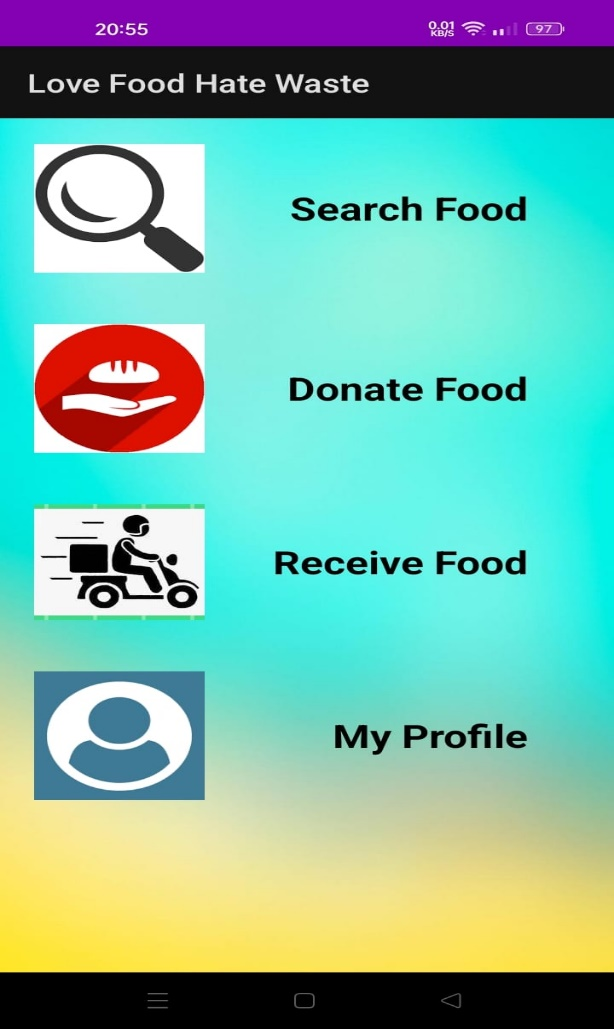 20:55
0.01
KB/S
97
Love Food Hate Waste
Search Food
Donate Food
Receive Food
My Profile